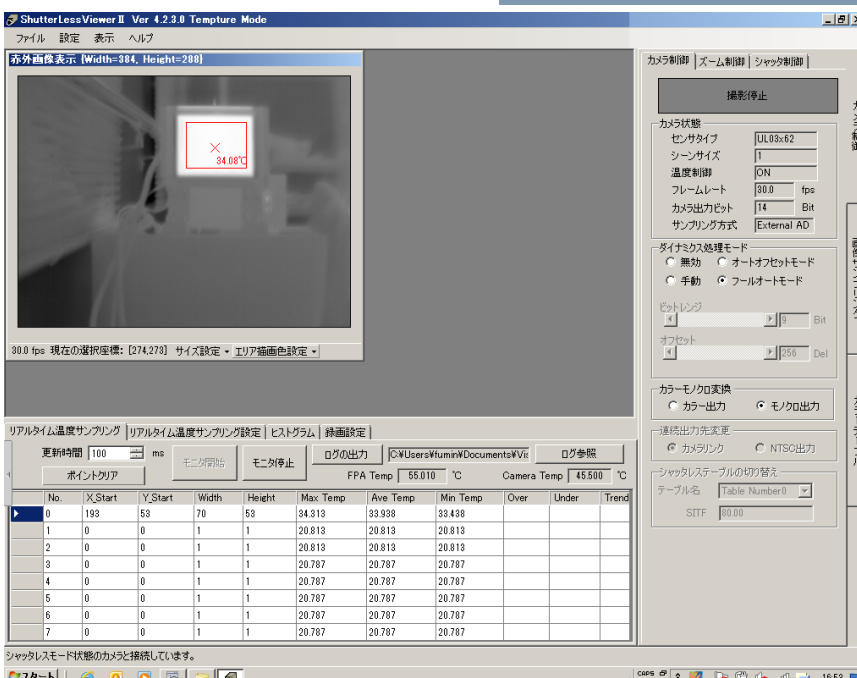 ShutterLessViewerⅡ Ver 4.2.3.0 Tempture Mode
ファイル 設定 表示 ヘルプ
赤外画像表示 {Width=384, Height=288}
34.08℃
30.0 fps 現在の選択座標: [274,273] サイズ設定 エリア描画色設定
カメラ制御 ズーム制御 シャッタ制御
撮影停止
カメラ状態
センサタイプ UL03x62
シーンサイズ 1
温度制御 ON
フレームレート 30.0 fps
カメラ出力ビット 14 Bit
サンプリング方式 External AD
ダイナミクス処理モード
無効 オートオフセットモード
手動 フールオートモード
ビットレンジ
9 Bit
オフセット
256 Del
カラーモノクロ変換
カラー出力 モノクロ出力
連続出力先変更
カメラリンク NTSC出力
シャッタレステーブルの切り替え
テーブル名 Table Number0
SITF 80.00
リアルタイム温度サンプリング リアルタイム温度サンプリング設定 ヒストグラム 録画設定
更新時間 100 ms モニタ開始 モニタ停止 ログの出力 C:¥Users¥fumin¥Documents¥Vis ログ参照
ポイントクリア FPA Temp 55.010 ℃ Camera Temp 45.500 ℃
No. X_Start Y_Start Width Height Max Temp Ave Temp Min Temp Over Under Trend
0 193 53 70 53 34.313 33.938 33.438
1 0 0 1 1 20.813 20.813 20.813
2 0 0 1 1 20.813 20.813 20.813
3 0 0 1 1 20.787 20.787 20.787
4 0 0 1 1 20.787 20.787 20.787
5 0 0 1 1 20.787 20.787 20.787
6 0 0 1 1 20.787 20.787 20.787
7 0 0 1 1 20.787 20.787 20.787
シャッタレスモード状態のカメラと接続しています。
スタート CAPS 16:53